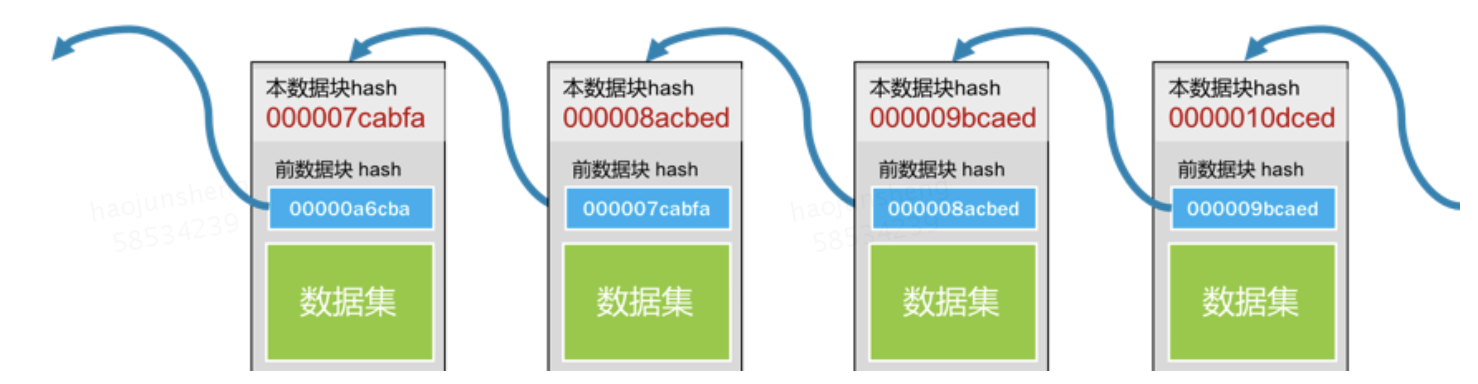 本数据块hash
000007cabfa
前数据块 hash
00000a6cba
数据集
本数据块hash
000008acbed
前数据块 hash
000007cabfa
数据集
本数据块hash
000009bcaed
前数据块 hash
000008acbed
数据集
本数据块hash
0000010dced
前数据块 hash
000009bcaed
数据集
haojunsheng
58534239
haojunsheng
58534239